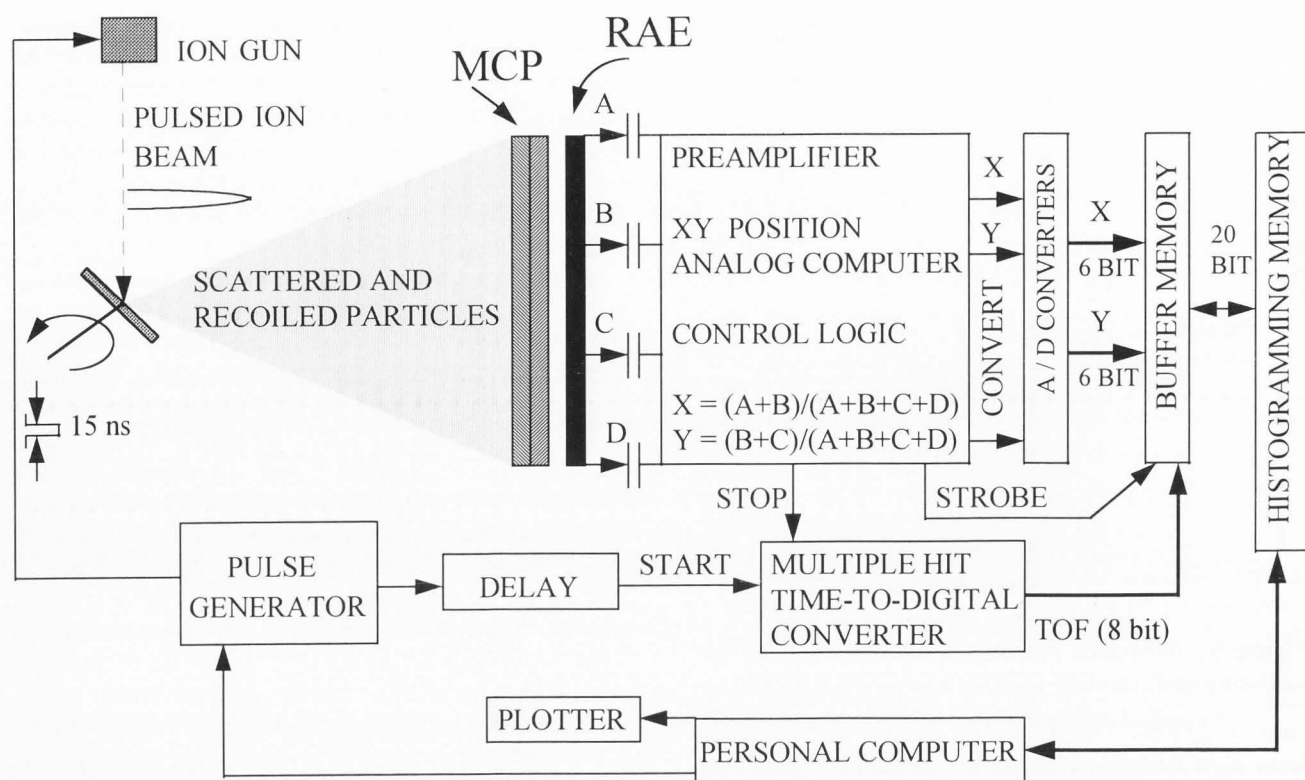 ION GUN
RAE
MCP
PULSED ION
BEAM
A
B
C
D
SCATTERED AND
RECOILED PARTICLES
15 ns
PREAMPLIFIER
XY POSITION
ANALOG COMPUTER
CONTROL LOGIC
X = (A+B)/(A+B+C+D)
Y = (B+C)/(A+B+C+D)
X
Y
CONVERT
A / D CONVERTERS
X
6 BIT
Y
6 BIT
BUFFER MEMORY
20
BIT
HISTOGRAMMING MEMORY
STOP
STROBE
PULSE
GENERATOR
DELAY
START
MULTIPLE HIT
TIME-TO-DIGITAL
CONVERTER
TOF (8 bit)
PLOTTER
PERSONAL COMPUTER